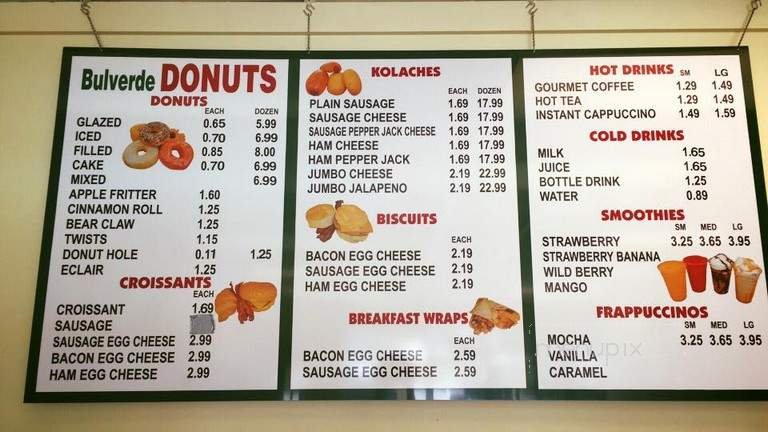 Bulverde DONUTS
DONUTS
EACH DOZEN
GLAZED 0.65 5.99
ICED 0.70 6.99
FILLED 0.85 8.00
CAKE 0.70 6.99
MIXED 6.99
APPLE FRITTER 1.60
CINNAMON ROLL 1.25
BEAR CLAW 1.25
TWISTS 1.15
DONUT HOLE 0.11 1.25
ECLAIR 1.25
CROISSANTS
EACH
CROISSANT 1.69
SAUSAGE
SAUSAGE EGG CHEESE 2.99
BACON EGG CHEESE 2.99
HAM EGG CHEESE 2.99
KOLACHES
EACH DOZEN
PLAIN SAUSAGE 1.69 17.99
SAUSAGE CHEESE 1.69 17.99
SAUSAGE PEPPER JACK CHEESE 1.69 17.99
HAM CHEESE 1.69 17.99
HAM PEPPER JACK 1.69 17.99
JUMBO CHEESE 2.19 22.99
JUMBO JALAPENO 2.19 22.99
BISCUITS
EACH
BACON EGG CHEESE 2.19
SAUSAGE EGG CHEESE 2.19
HAM EGG CHEESE 2.19
BREAKFAST WRAPS
EACH
BACON EGG CHEESE 2.59
SAUSAGE EGG CHEESE 2.59
HOT DRINKS SM LG
GOURMET COFFEE 1.29 1.49
HOT TEA 1.29 1.49
INSTANT CAPPUCCINO 1.49 1.59
COLD DRINKS
MILK 1.65
JUICE 1.65
BOTTLE DRINK 1.25
WATER 0.89
SMOOTHIES
SM MED LG
STRAWBERRY 3.25 3.65 3.95
STRAWBERRY BANANA
WILD BERRY
MANGO
FRAPPUCCINOS
SM MED LG
MOCHA 3.25 3.65 3.95
VANILLA
CARAMEL